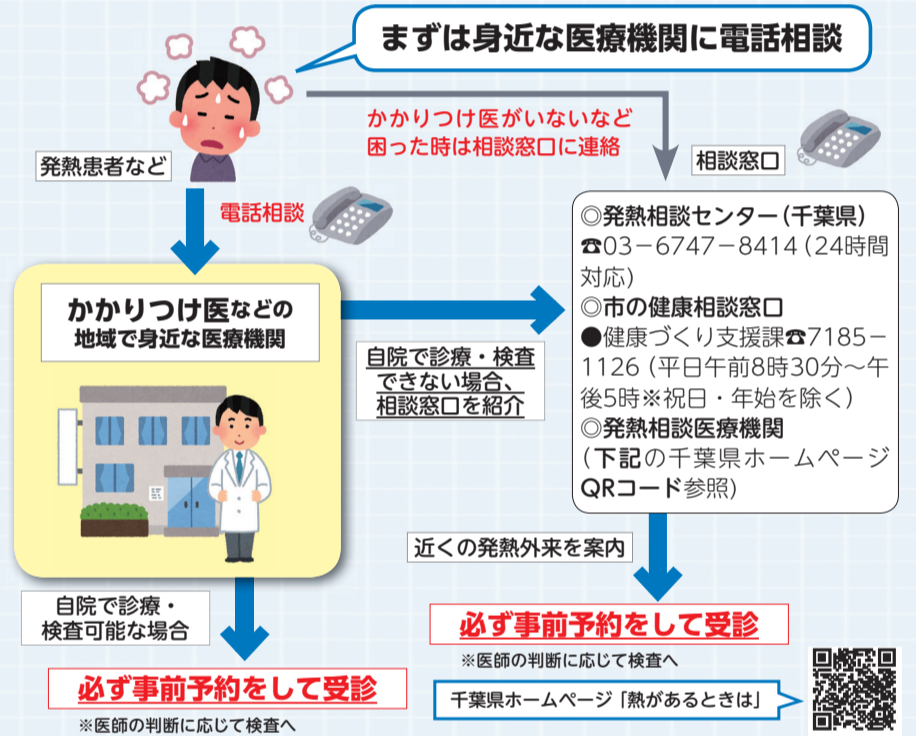 まずは身近な医療機関に電話相談
かかりつけ医がいないなど
困った時は相談窓口に連絡
発熱患者など
相談窓口
電話相談
◎発熱相談センター(千葉県)
☎03－6747－8414(24時間
対応)
◎市の健康相談窓口
●健康づくり支援課☎7185－
1126(平日午前8時30分～午
後5時※祝日・年始を除く)
◎発熱相談医療機関
(下記の千葉県ホームページ
QRコード参照)
かかりつけ医などの
地域で身近な医療機関
自院で診療・検査
できない場合、
相談窓口を紹介
近くの発熱外来を案内
自院で診療・
検査可能な場合
必ず事前予約をして受診
※医師の判断に応じて検査へ
必ず事前予約をして受診
※医師の判断に応じて検査へ
千葉県ホームページ「熱があるときは」